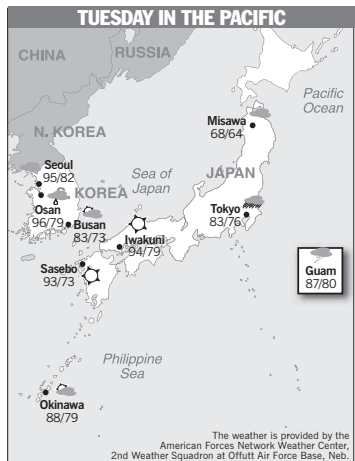 TUESDAY IN THE PACIFIC
CHINA
RUSSIA
Pacific
Ocean
Misawa
68/64
N. KOREA
Seoul
95/82
Sea of
Japan
JAPAN
KOREA
Osan
96/79
Busan
83/73
Tokyo
83/76
Iwakuni
94/79
Sasebo
93/73
Guam
87/80
Philippine
Sea
Okinawa
88/79
The weather is provided by the
American Forces Network Weather Center,
2nd Weather Squadron at Offutt Air Force Base, Neb.